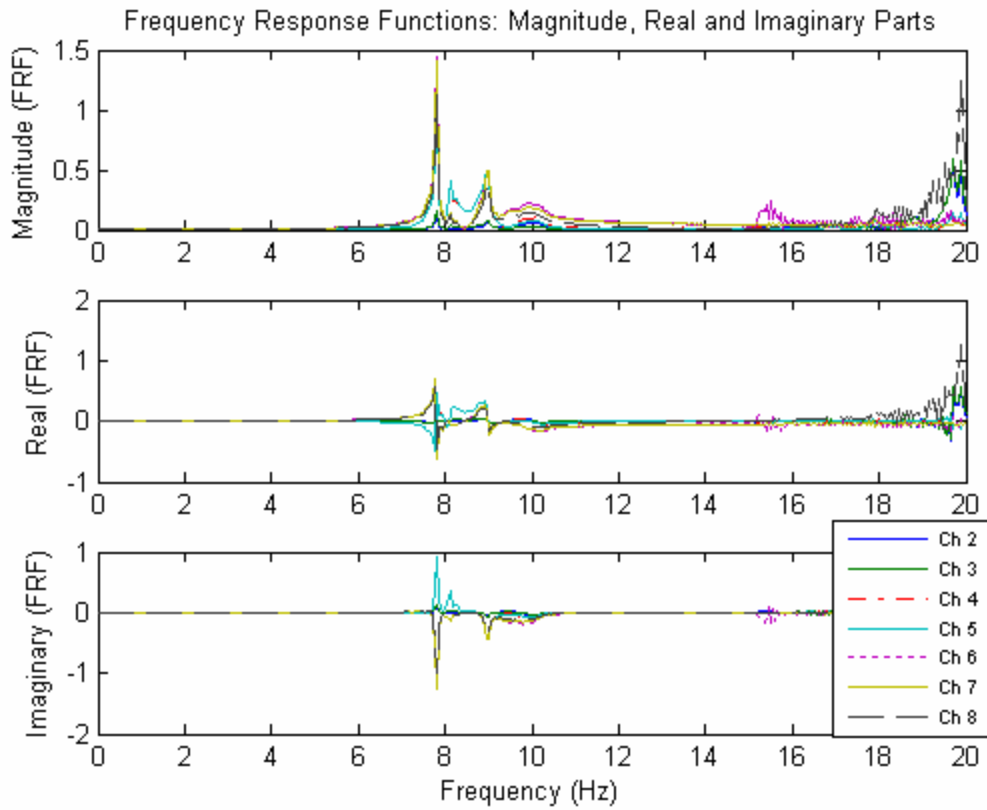 Frequency Response Functions: Magnitude, Real and Imaginary Parts
Magnitude (FRF)
1.5
1
0.5
0
0 2 4 6 8 10 12 14 16 18 20
Real (FRF)
2
1
0
-1
0 2 4 6 8 10 12 14 16 18 20
Imaginary (FRF)
1
0
-1
-2
0 2 4 6 8 10 12 14 16 18 20
Frequency (Hz)
Ch 2
Ch 3
Ch 4
Ch 5
Ch 6
Ch 7
Ch 8